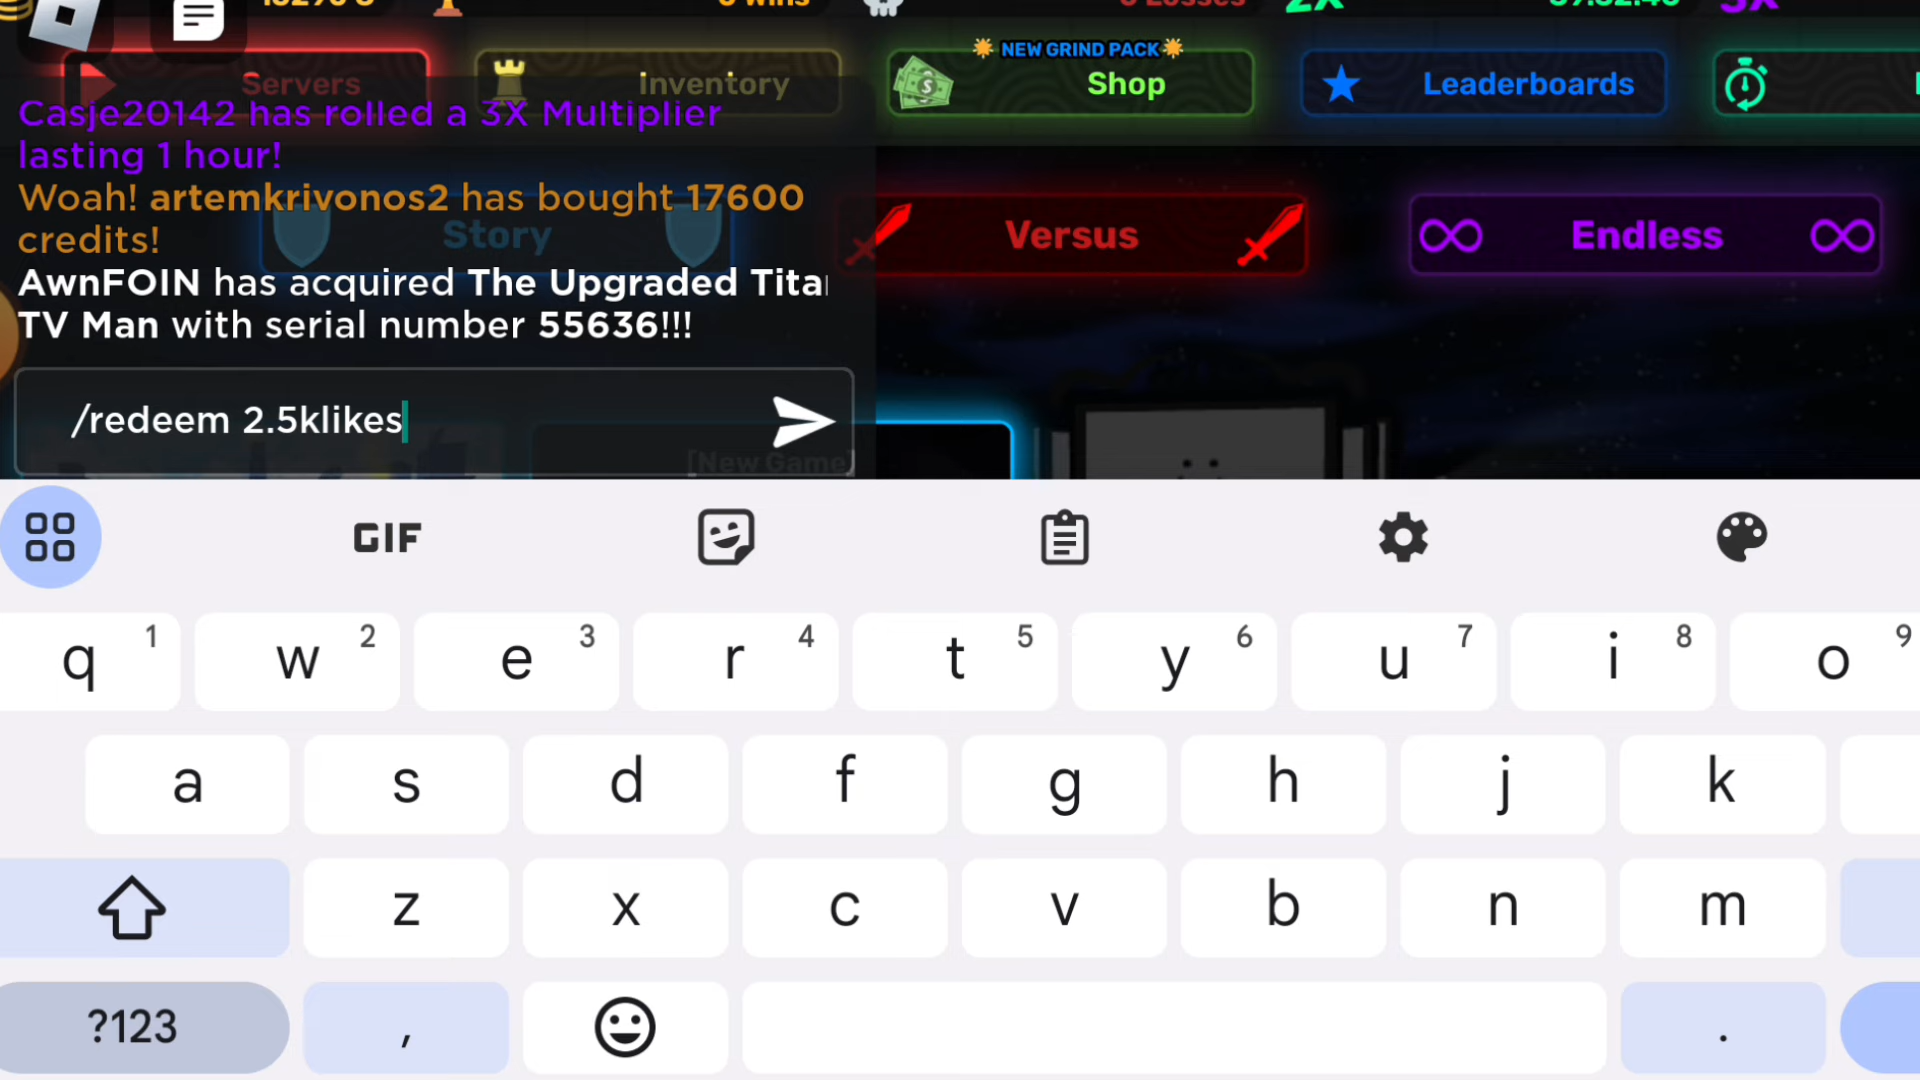 NEW GRIND PACK
Servers
Inventory
Shop
Leaderboards
Casje20142 has rolled a 3X Multiplier
lasting 1 hour!
Woah! artemkrivonos2 has bought 17600
credits!
Story
Versus
Endless
AwnFOIN has acquired The Upgraded Tita
TV Man with serial number 55636!!!
/redeem 2.5klikes
[New Game]
GIF
q 1 w 2 e 3 r 4 t 5 y 6 u 7 i 8 o 9
a s d f g h j k
z x c v b n m
?123 , .